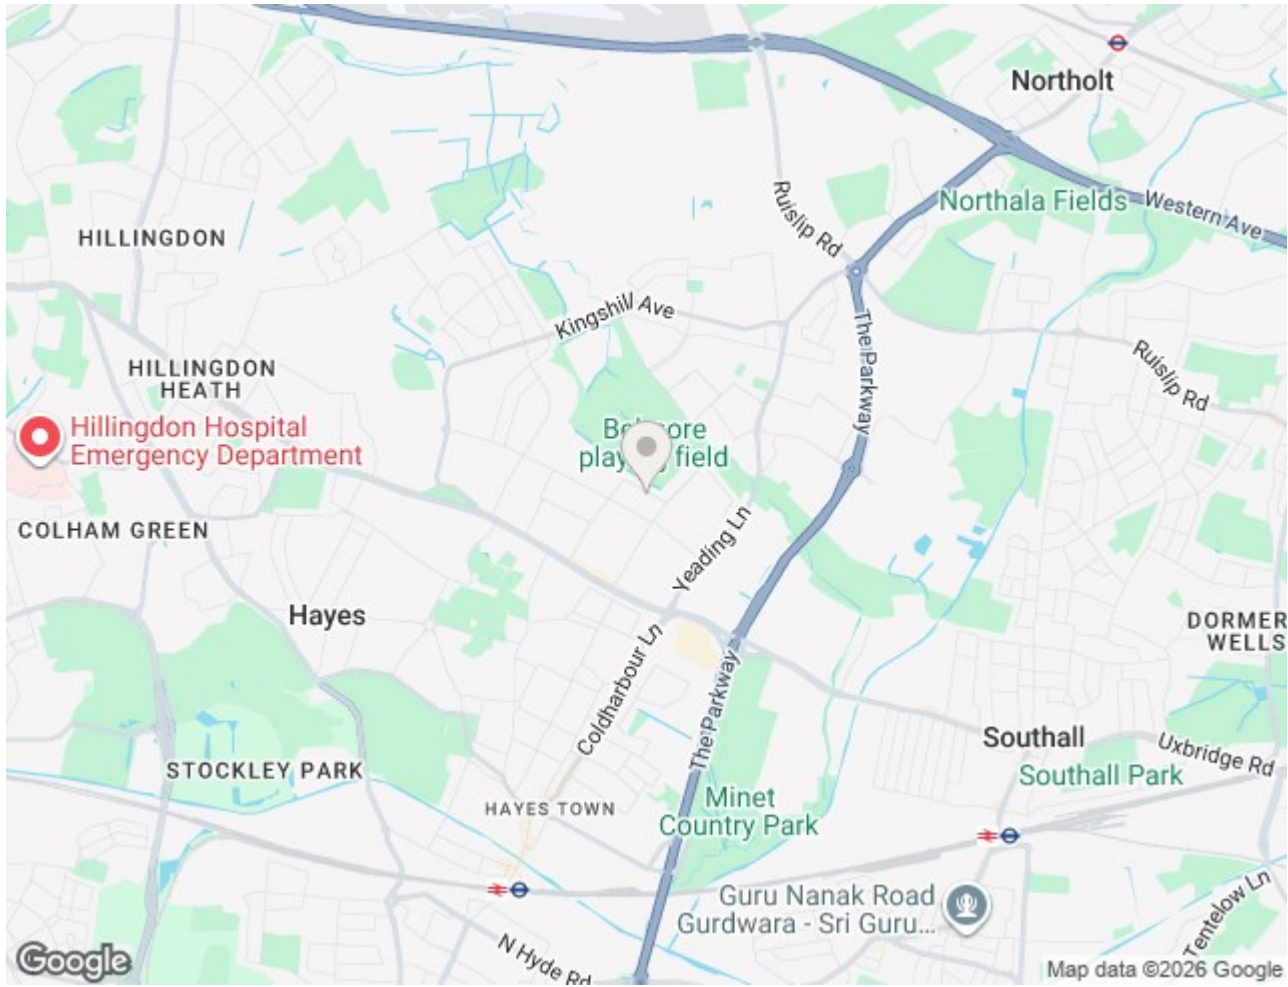 Northolt
Ruislip Rd
Northala Fields
Western Ave
HILLINGDON
Kingshill Ave
The Parkway
Ruislip Rd
HILLINGDON
HEATH
Hillingdon Hospital
Emergency Department
playing field
COLHAM GREEN
Yeading Ln
Hayes
DORMER
WELLS
Coldharbour Ln
The Parkway
Southall
Uxbridge Rd
Southall Park
STOCKLEY PARK
HAYES TOWN
Minet
Country Park
Guru Nanak Road
Gurdwara - Sri Guru...
Tentelow Ln
N Hyde Rd
Google
Map data ©2026 Google